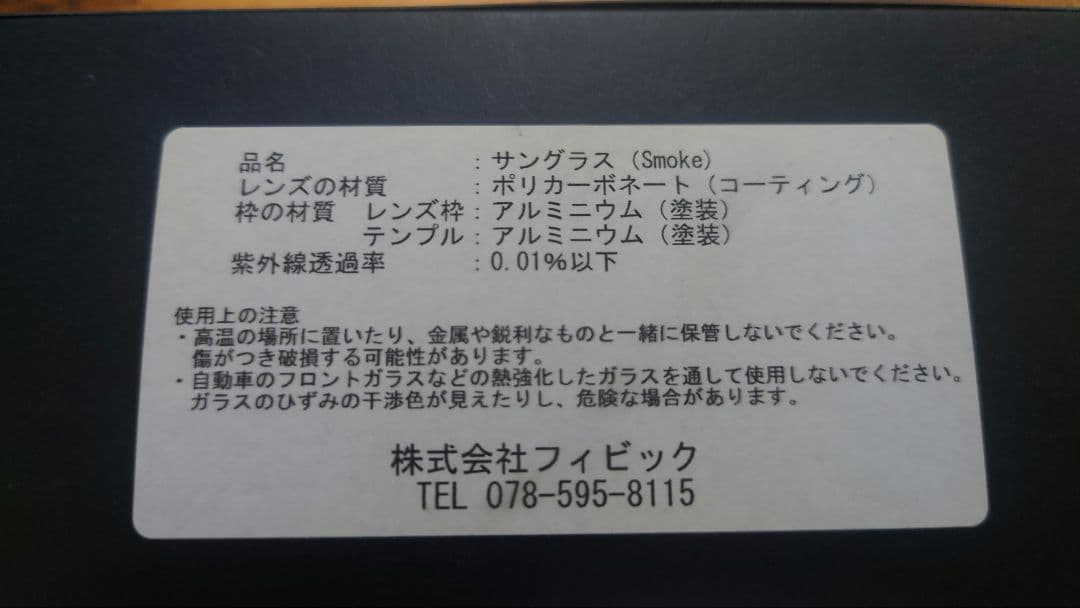 品名 : サングラス (Smoke)
レンズの材質 : ポリカーボネート (コーティング)
枠の材質 レンズ枠 : アルミニウム (塗装)
テンプル : アルミニウム (塗装)
紫外線透過率 : 0.01%以下
使用上の注意
・高温の場所に置いたり、金属や鋭利なものと一緒に保管しないでください。
傷がつき破損する可能性があります。
・自動車のフロントガラスなどの熱強化したガラスを通して使用しないでください。
ガラスのひずみの干渉色が見えたりし、危険な場合があります。
株式会社フィビック
TEL 078-595-8115